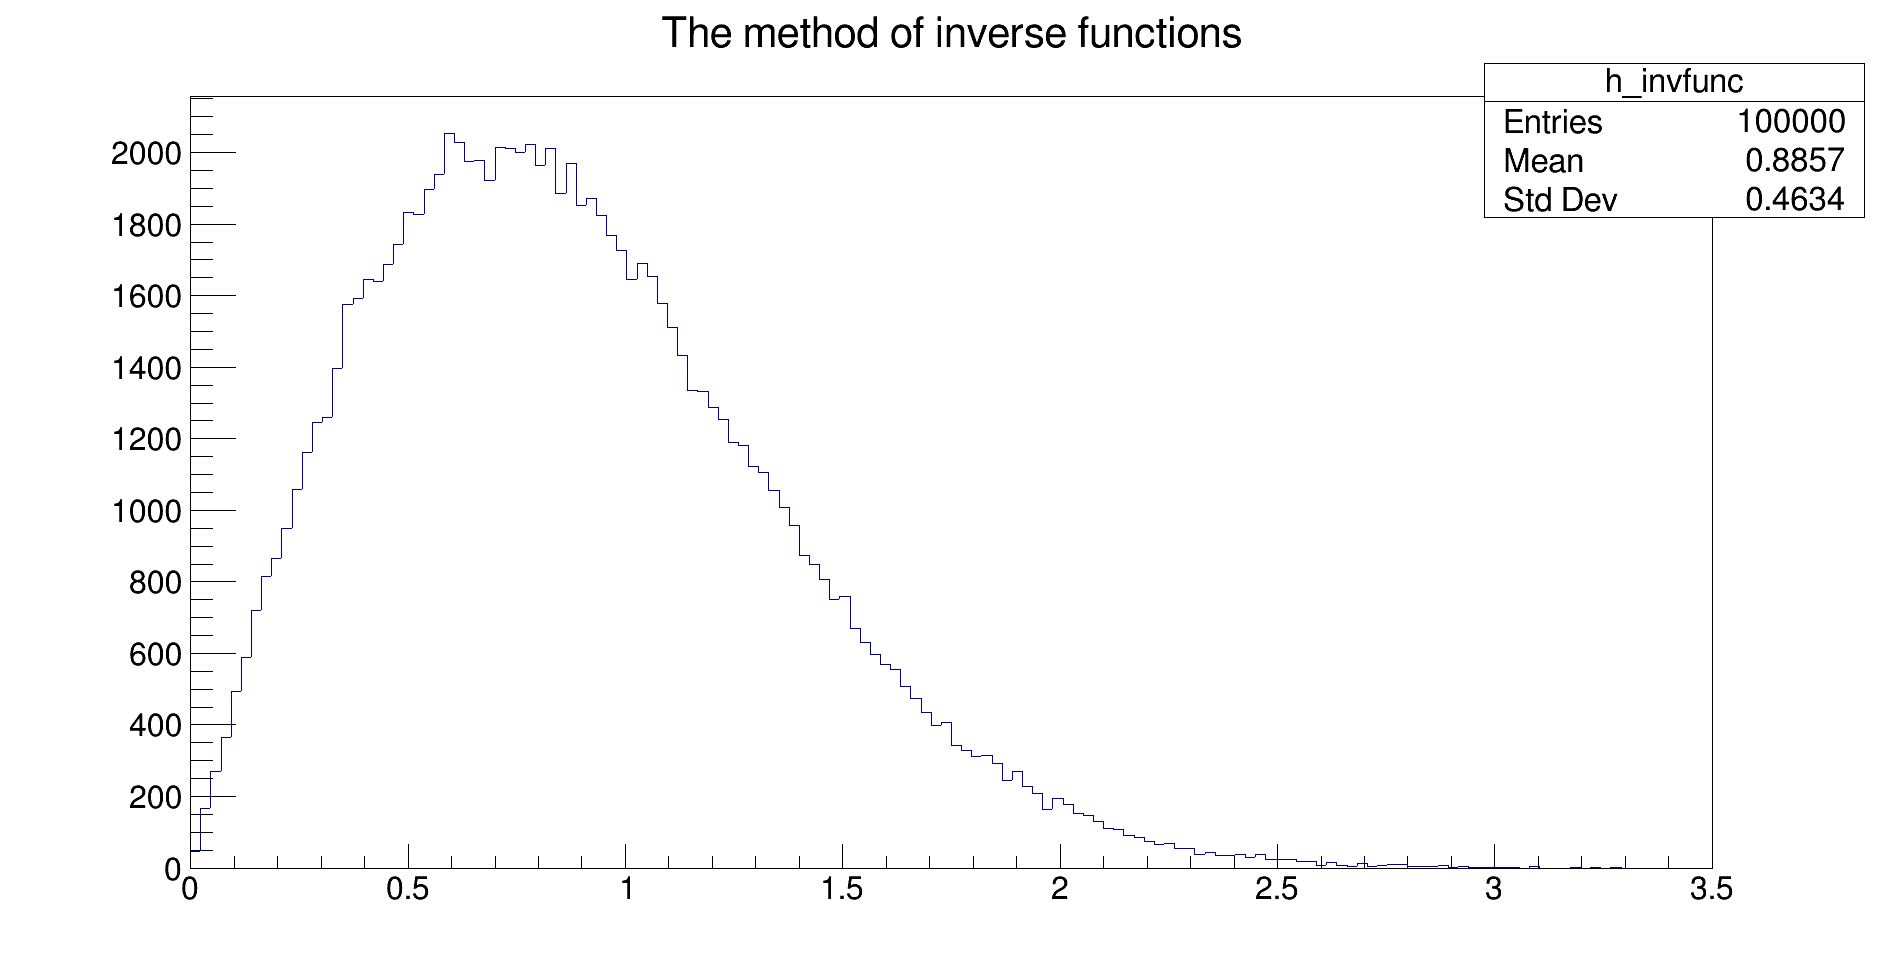 The method of inverse functions
h_invfunc
Entries 100000
Mean 0.8857
Std Dev 0.4634
2000
1800
1600
1400
1200
1000
800
600
400
200
0
0 0.5 1 1.5 2 2.5 3 3.5